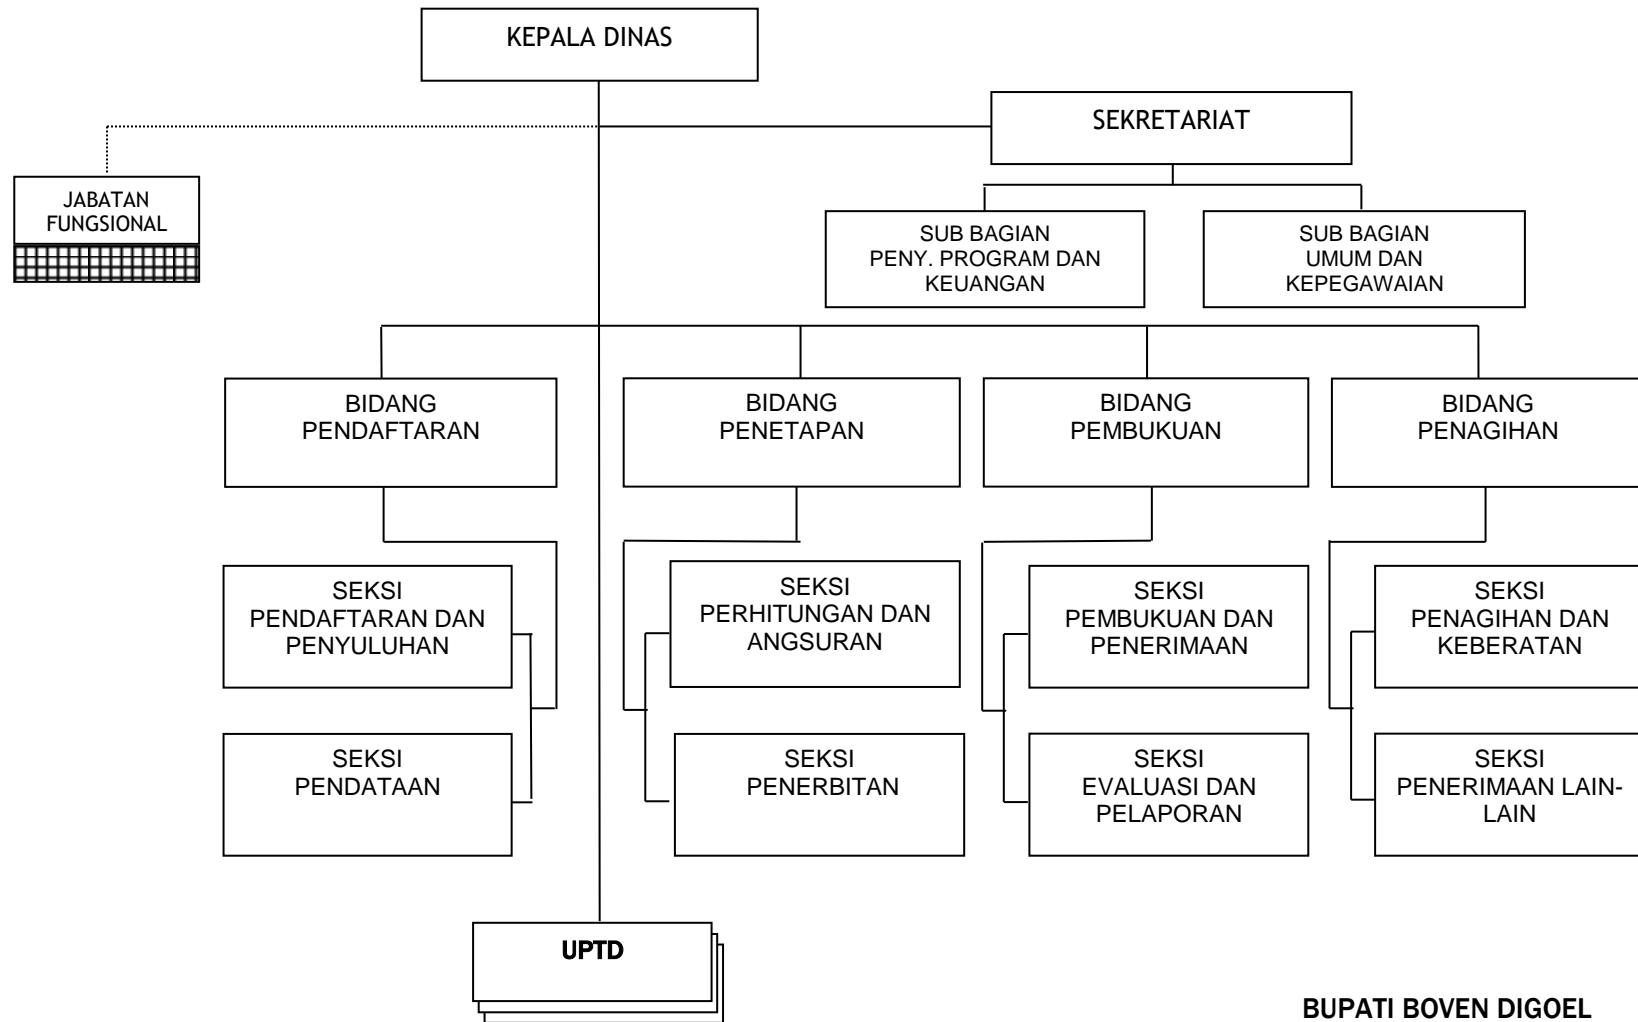 KEPALA DINAS
SEKRETARIAT
JABATAN
FUNGSIONAL
SUB BAGIAN
PENY. PROGRAM DAN
KEUANGAN
SUB BAGIAN
UMUM DAN
KEPEGAWAIAN
BIDANG
PENDAFTARAN
BIDANG
PENETAPAN
BIDANG
PEMBUKUAN
BIDANG
PENAGIHAN
SEKSI
PENDAFTARAN DAN
PENYULUHAN
SEKSI
PERHITUNGAN DAN
ANGSURAN
SEKSI
PEMBUKUAN DAN
PENERIMAAN
SEKSI
PENAGIHAN DAN
KEBERATAN
SEKSI
PENDATAAN
SEKSI
PENERBITAN
SEKSI
EVALUASI DAN
PELAPORAN
SEKSI
PENERIMAAN LAIN-
LAIN
UPTD
BUPATI BOVEN DIGOEL